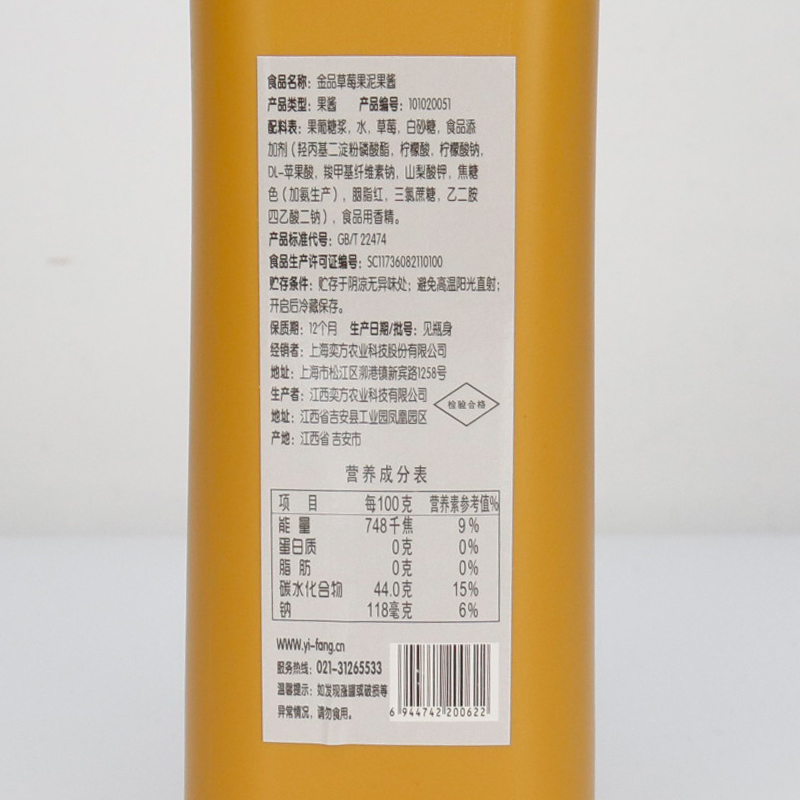 食品名称：金品草莓果泥果酱
产品类型：果酱 产品编号：101020051
配料表：果葡糖浆，水，草莓，白砂糖，食品添
加剂（羟丙基二淀粉磷酸酯，柠檬酸，柠檬酸钠，
DL-苹果酸，羧甲基纤维素钠，山梨酸钾，焦糖
色（加氨生产），胭脂红，三氯蔗糖，乙二胺
四乙酸二钠），食品用香精。
产品标准代号：GB/T 22474
食品生产许可证编号：SC11736082110100
贮存条件：贮存于阴凉无异味处；避免高温阳光直射；
开启后冷藏保存。
保质期：12个月 生产日期/批号：见瓶身
经销者：上海奕方农业科技股份有限公司
地址：上海市松江区泖港镇新宾路1258号
生产者：江西奕方农业科技有限公司
检验合格
地址：江西省吉安县工业园凤凰园区
产地：江西省 吉安市
营养成分表
项 目 每100克 营养素参考值%
能 量 748千焦 9%
蛋白质 0克 0%
脂 肪 0克 0%
碳水化合物 44.0克 15%
钠 118毫克 6%
WWW.yi-fang.cn
服务热线：021-31265533
温馨提示：如发现涨罐或破损等
异常情况，请勿食用。
6 944742 200622